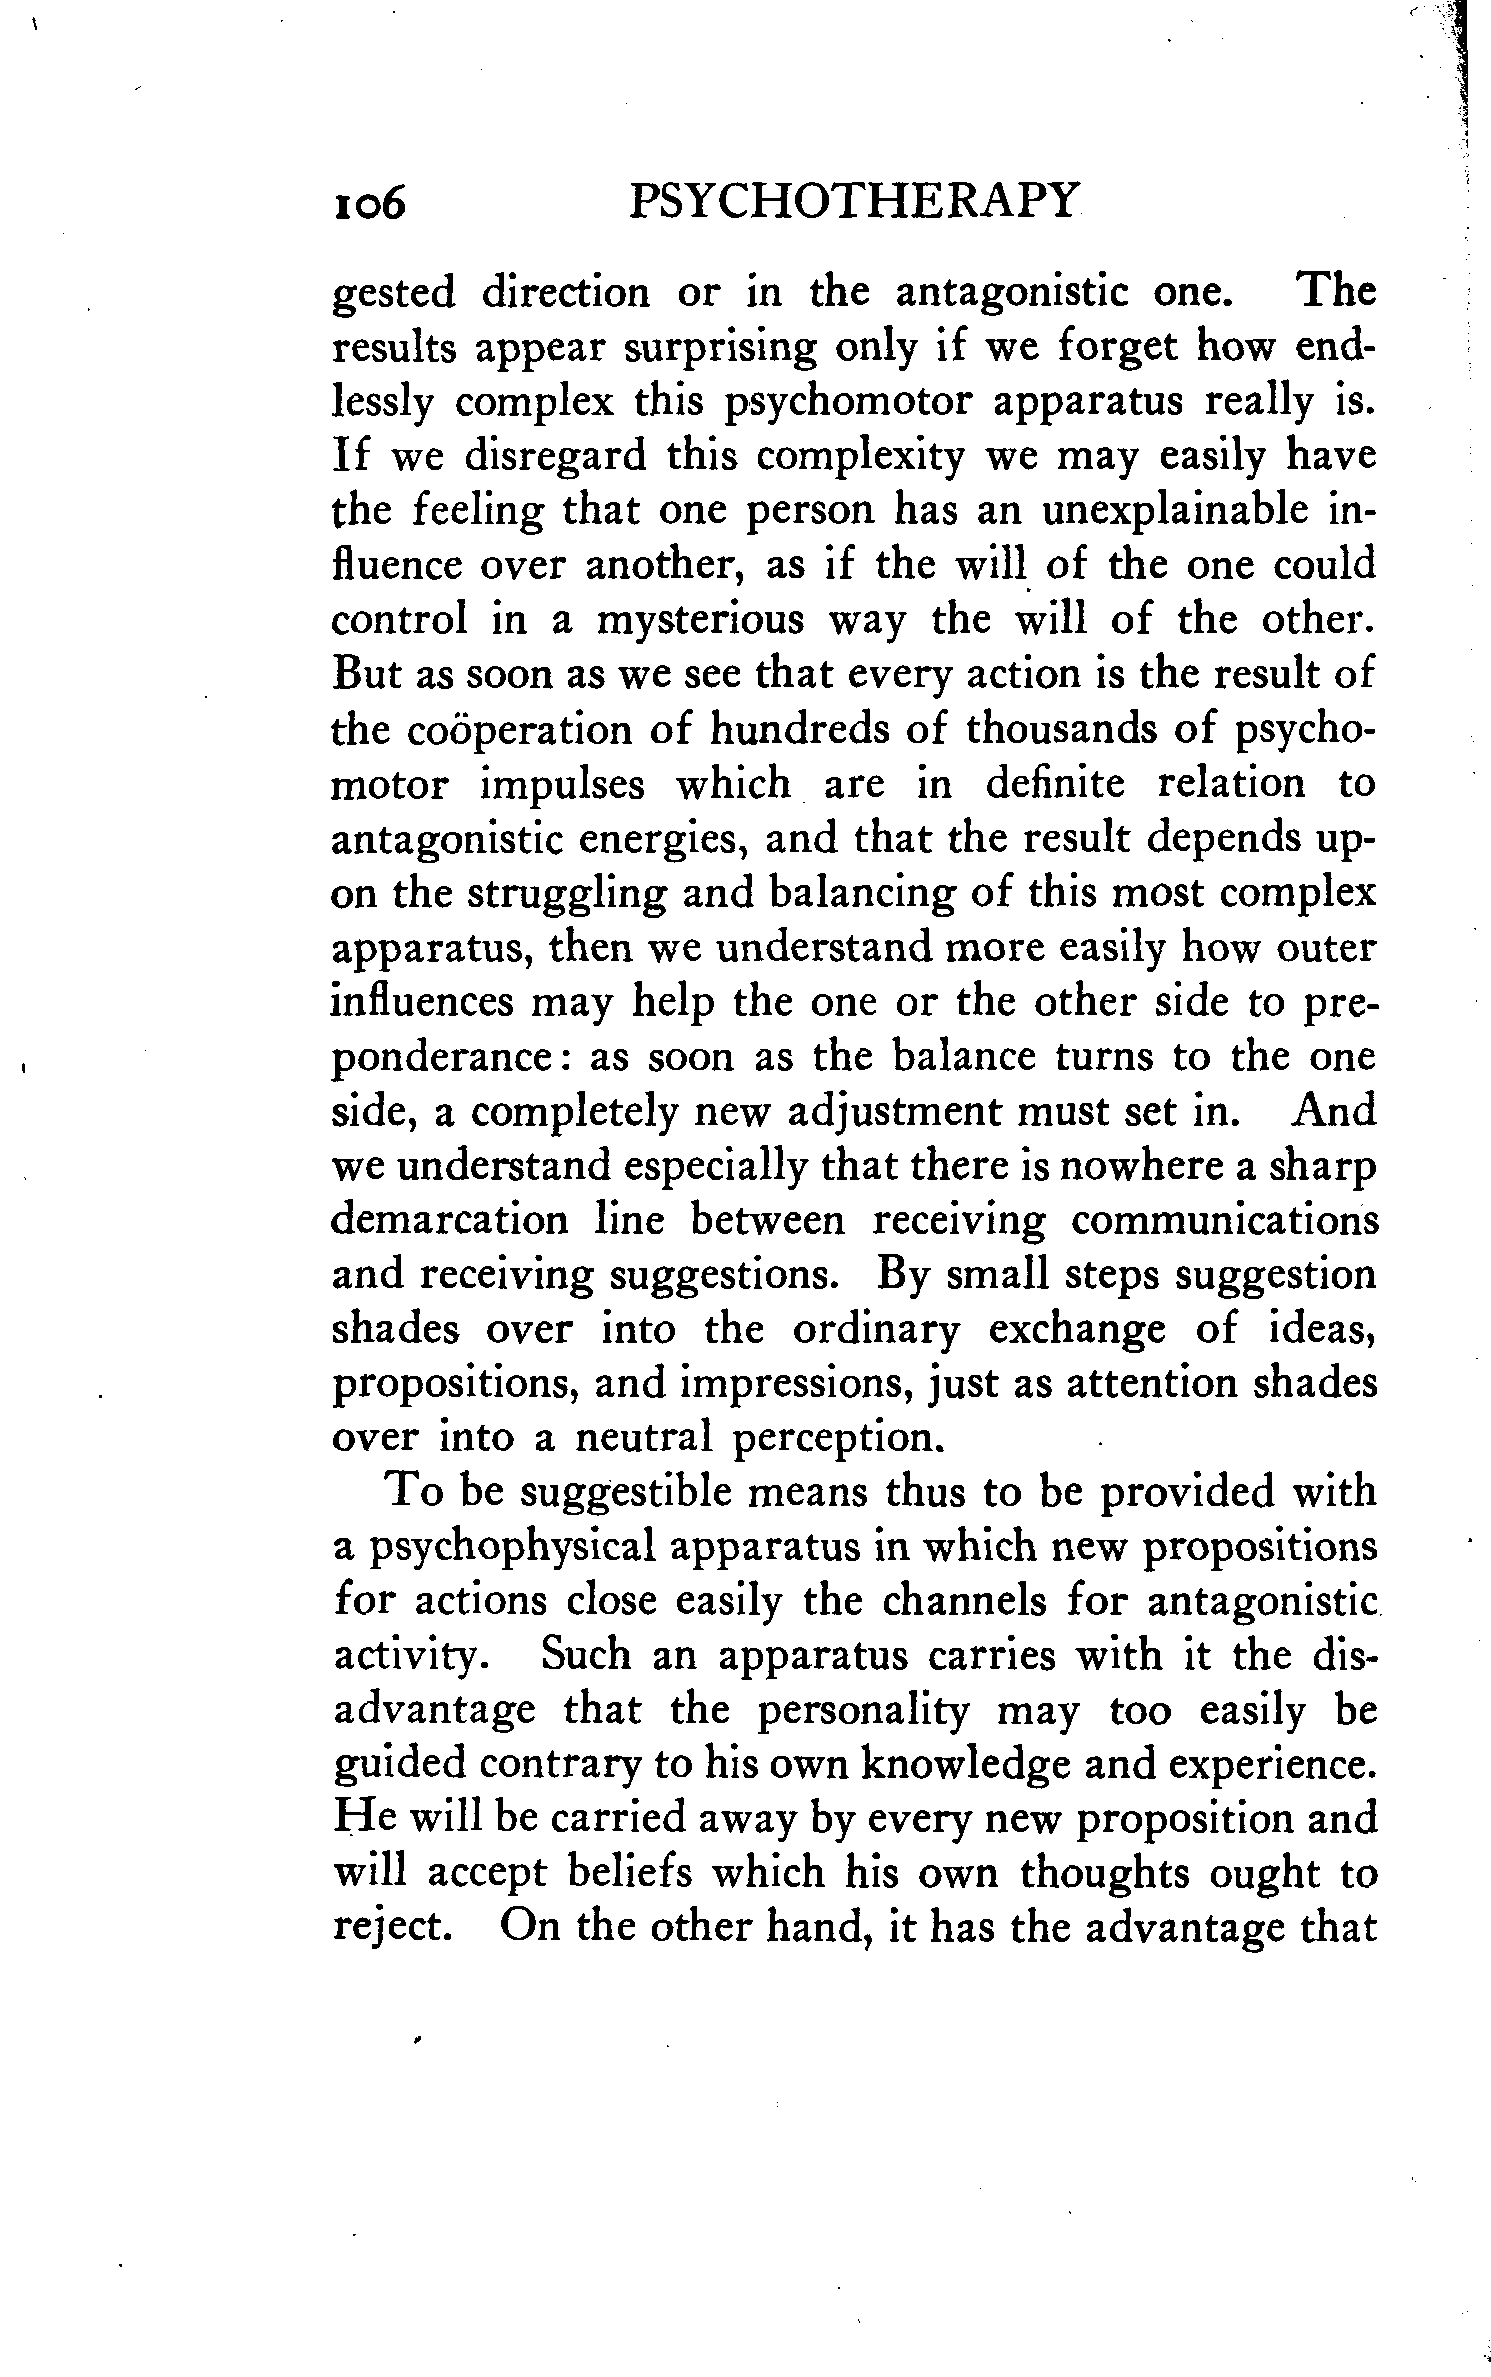 106 PSYCHOTHERAPY
gested direction or in the antagonistic one. The
results appear surprising only if we forget how end-
lessly complex this psychomotor apparatus really is.
If we disregard this complexity we may easily have
the feeling that one person has an unexplainable in-
fluence over another, as if the will of the one could
control in a mysterious way the will of the other.
But as soon as we see that every action is the result of
the coöperation of hundreds of thousands of psycho-
motor impulses which are in definite relation to
antagonistic energies, and that the result depends up-
on the struggling and balancing of this most complex
apparatus, then we understand more easily how outer
influences may help the one or the other side to pre-
ponderance: as soon as the balance turns to the one
side, a completely new adjustment must set in. And
we understand especially that there is nowhere a sharp
demarcation line between receiving communications
and receiving suggestions. By small steps suggestion
shades over into the ordinary exchange of ideas,
propositions, and impressions, just as attention shades
over into a neutral perception.
To be suggestible means thus to be provided with
a psychophysical apparatus in which new propositions
for actions close easily the channels for antagonistic
activity. Such an apparatus carries with it the dis-
advantage that the personality may too easily be
guided contrary to his own knowledge and experience.
He will be carried away by every new proposition and
will accept beliefs which his own thoughts ought to
reject. On the other hand, it has the advantage that